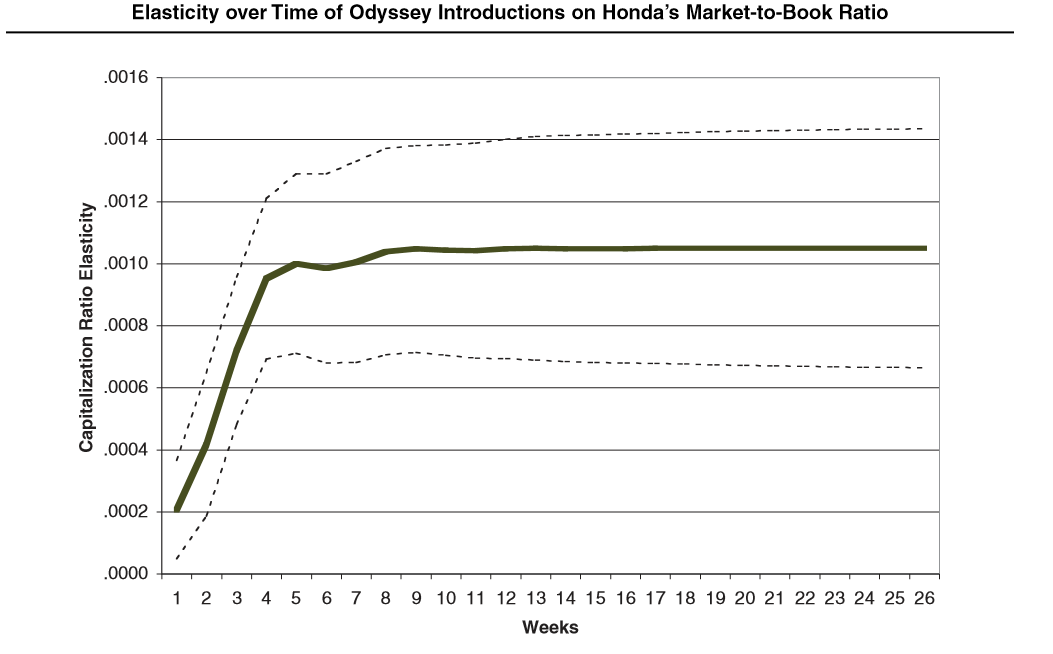 Elasticity over Time of Odyssey Introductions on Honda’s Market-to-Book Ratio
.0016
.0014
.0012
.0010
.0008
.0006
.0004
.0002
.0000
Capitalization Ratio Elasticity
1 2 3 4 5 6 7 8 9 10 11 12 13 14 15 16 17 18 19 20 21 22 23 24 25 26
Weeks